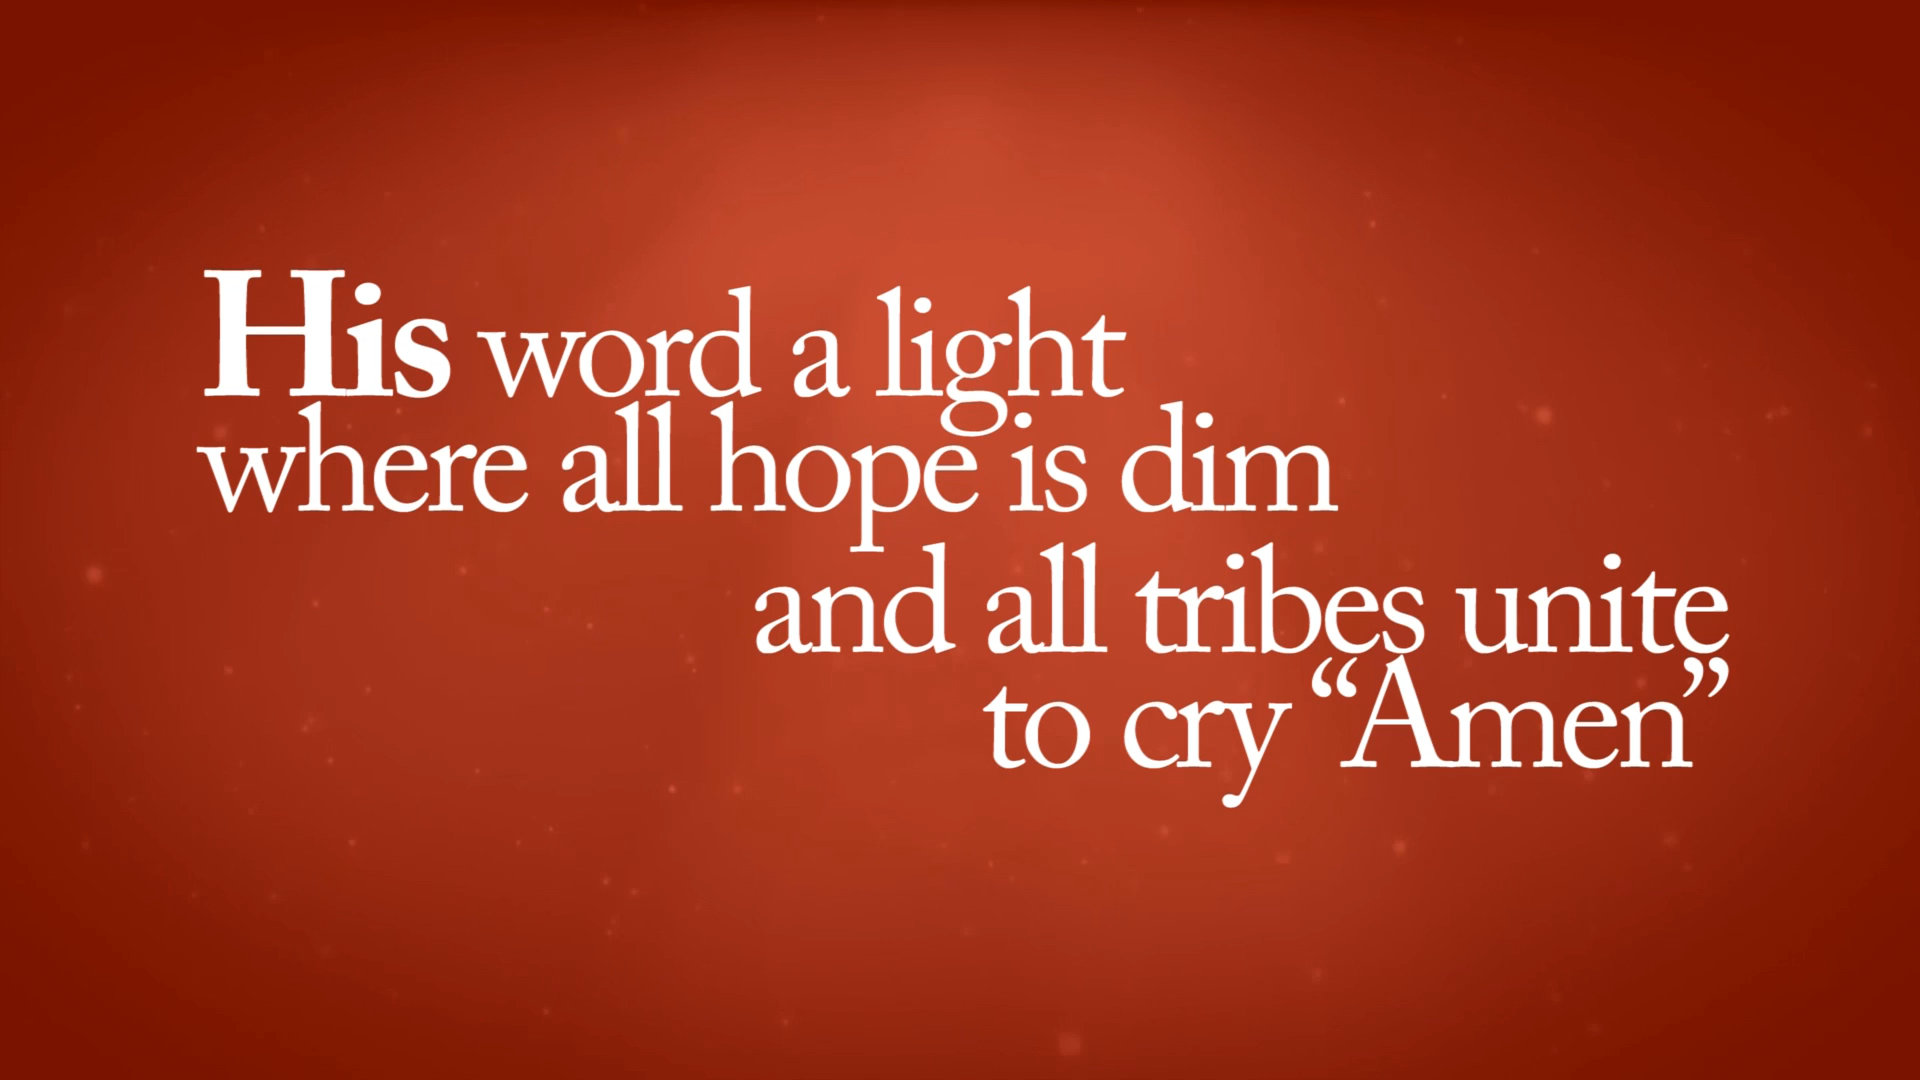 His word a light
where all hope is dim
and all tribes unite
to cry “Amen”